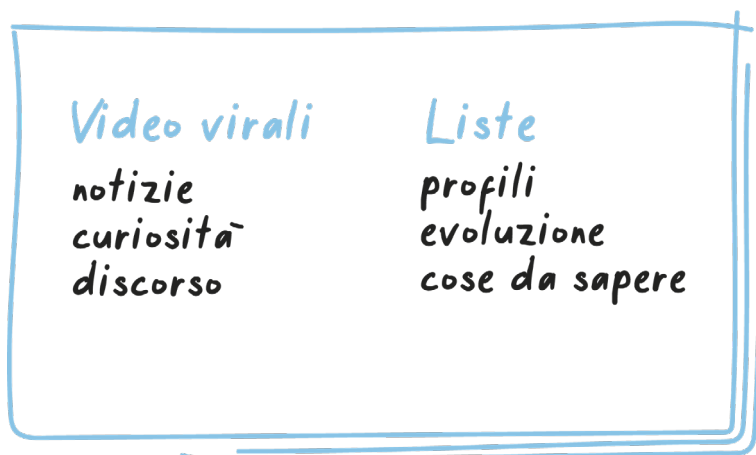 Video virali
notizie
curiosità
discorso
Liste
profili
evoluzione
cose da sapere